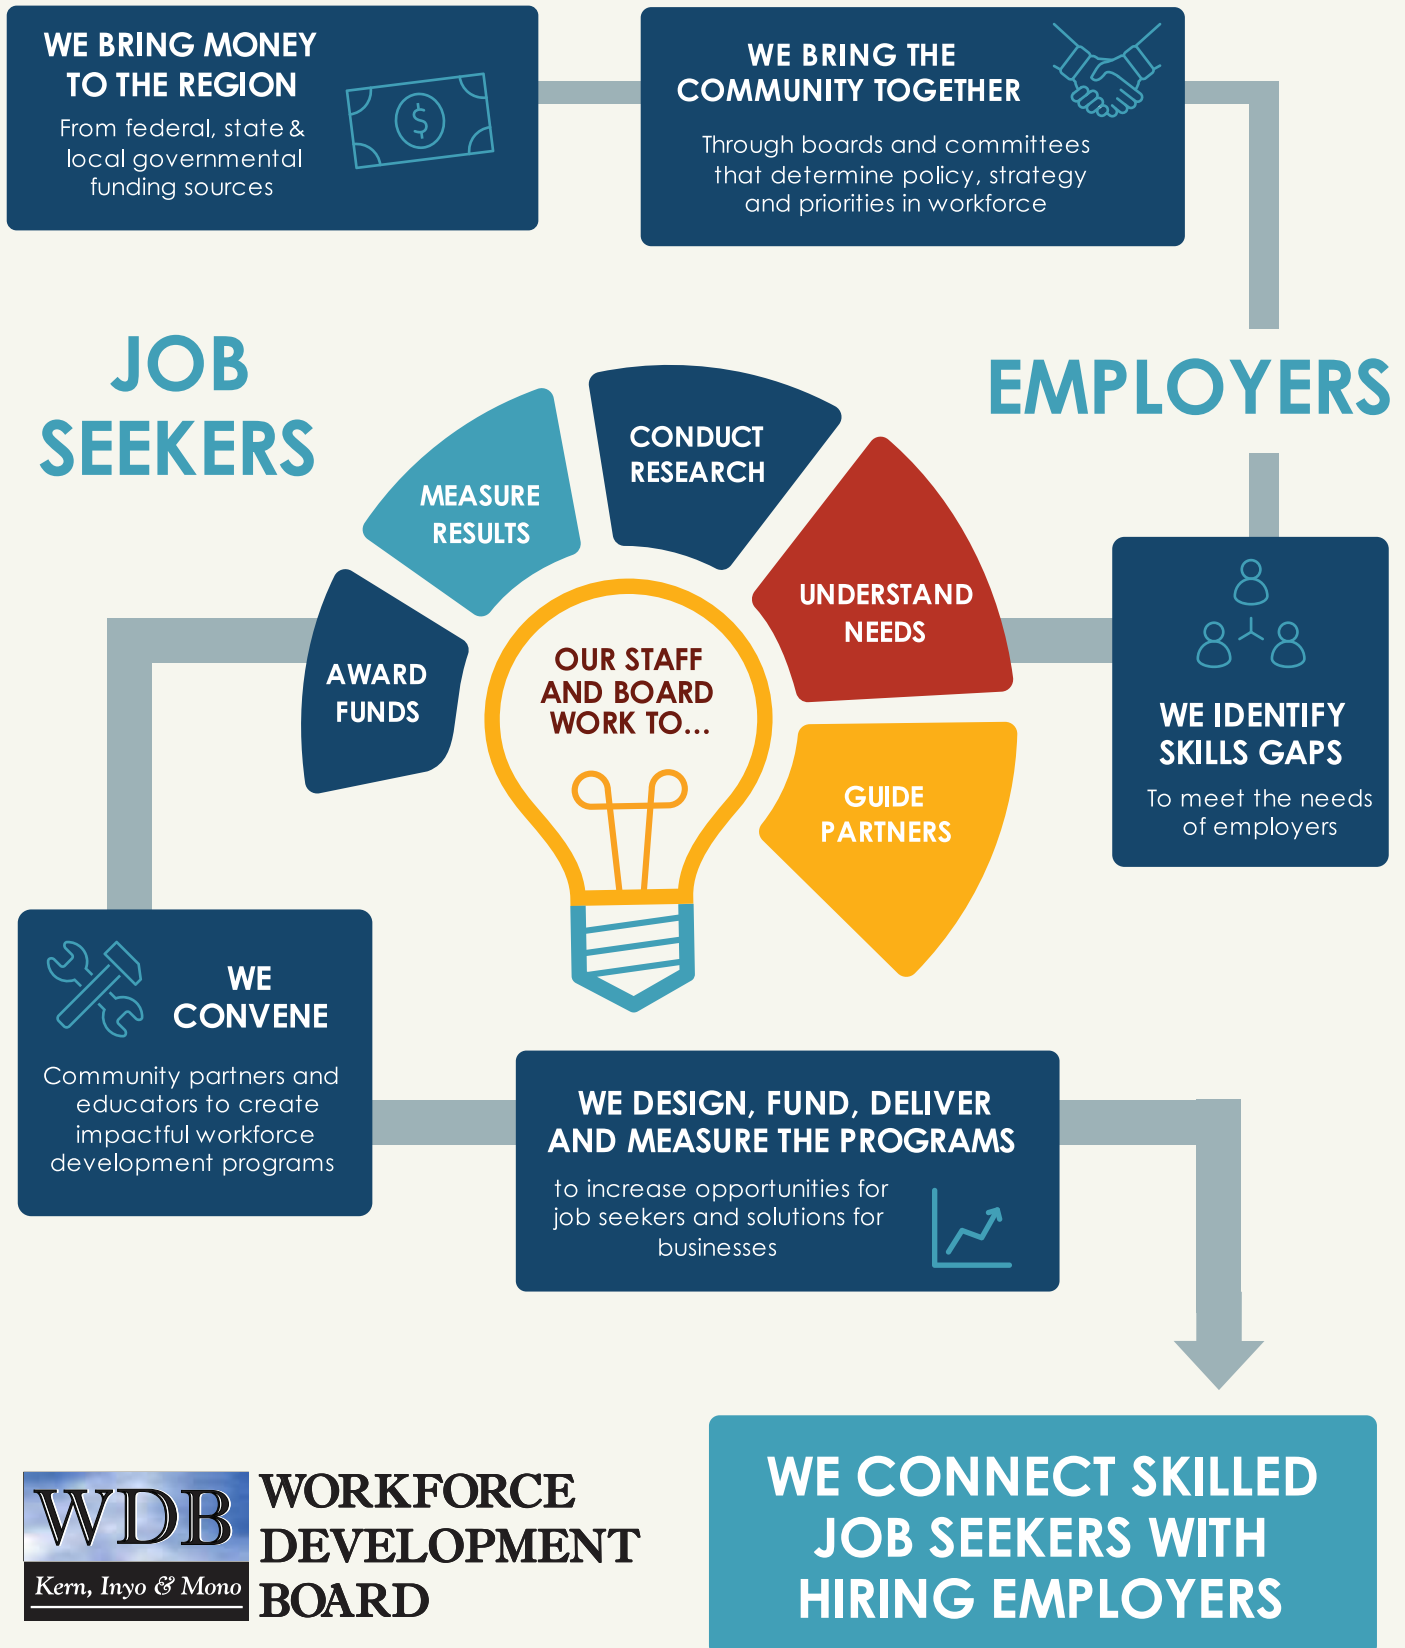 WE BRING MONEY
TO THE REGION
From federal, state &
local governmental
funding sources
WE BRING THE
COMMUNITY TOGETHER
Through boards and committees
that determine policy, strategy
and priorities in workforce
JOB
SEEKERS
EMPLOYERS
AWARD
FUNDS
MEASURE
RESULTS
CONDUCT
RESEARCH
UNDERSTAND
NEEDS
GUIDE
PARTNERS
OUR STAFF
AND BOARD
WORK TO...
WE IDENTIFY
SKILLS GAPS
To meet the needs
of employers
WE
CONVENE
Community partners and
educators to create
impactful workforce
development programs
WE DESIGN, FUND, DELIVER
AND MEASURE THE PROGRAMS
to increase opportunities for
job seekers and solutions for
businesses
WDB
Kern, Inyo & Mono
WORKFORCE
DEVELOPMENT
BOARD
WE CONNECT SKILLED
JOB SEEKERS WITH
HIRING EMPLOYERS
$